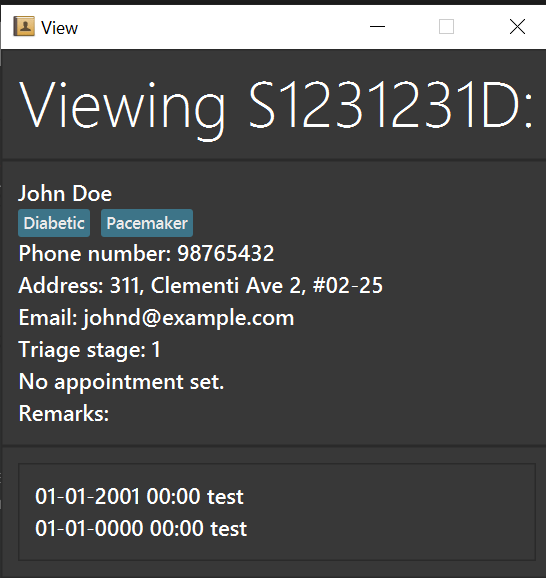 View
Viewing S1231231D:
John Doe
Diabetic Pacemaker
Phone number: 98765432
Address: 311, Clementi Ave 2, #02-25
Email: johnd@example.com
Triage stage: 1
No appointment set.
Remarks:
01-01-2001 00:00 test
01-01-0000 00:00 test